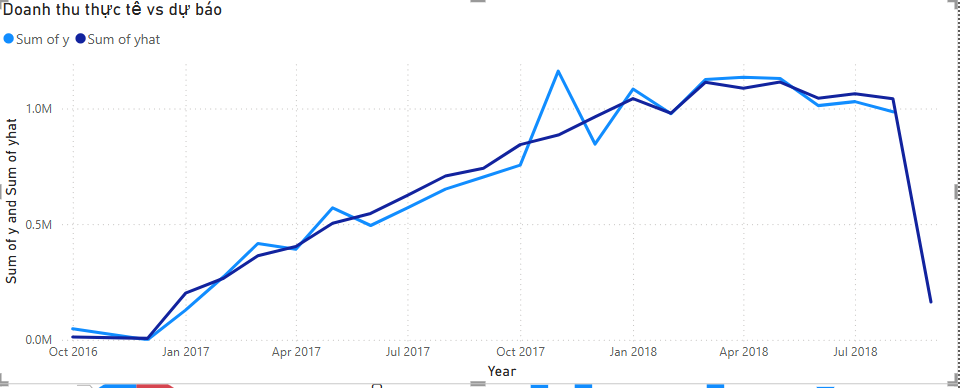 Doanh thu thực tế vs dự báo
Sum of y Sum of yhat
Sum of y and Sum of yhat
1.0M
0.5M
0.0M
Oct 2016 Jan 2017 Apr 2017 Jul 2017 Oct 2017 Jan 2018 Apr 2018 Jul 2018
Year